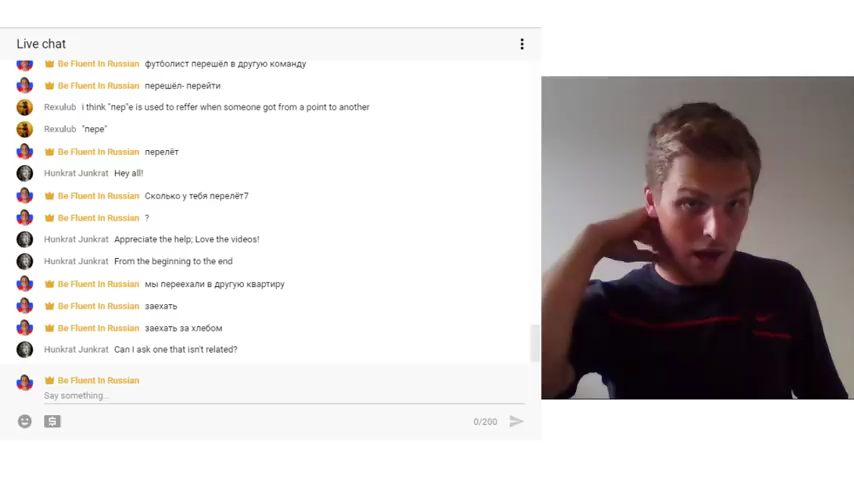 Live chat
Be Fluent In Russian футболист перешёл в другую команду
Be Fluent In Russian перешёл- перейти
Rexulub i think "пер"е is used to reffer when someone got from a point to another
Rexulub "пере"
Be Fluent In Russian перелёт
Hunkrat Junkrat Hey all!
Be Fluent In Russian Сколько у тебя перелёт7
Be Fluent In Russian ?
Hunkrat Junkrat Appreciate the help; Love the videos!
Hunkrat Junkrat From the beginning to the end
Be Fluent In Russian мы переехали в другую квартиру
Be Fluent In Russian заехать
Be Fluent In Russian заехать за хлебом
Hunkrat Junkrat Can I ask one that isn't related?
Be Fluent In Russian
Say something...
0/200